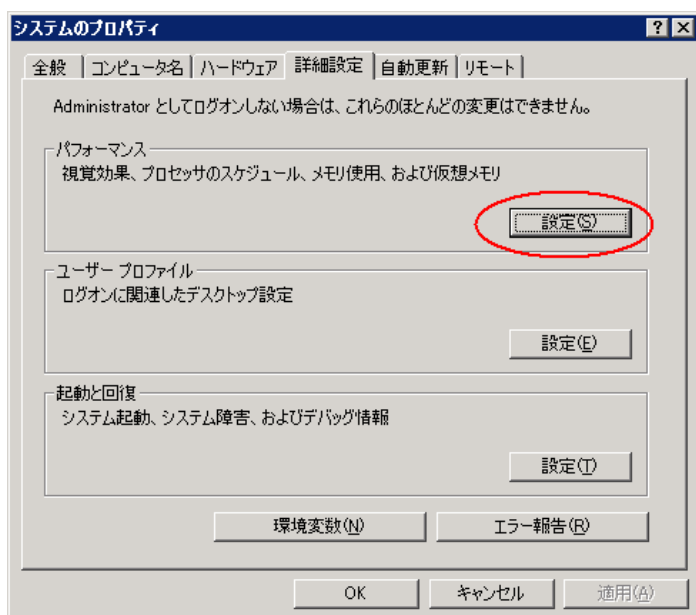 システムのプロパティ
全般 コンピュータ名 ハードウェア 詳細設定 自動更新 リモート
Administrator としてログオンしない場合は、これらのほとんどの変更はできません。
パフォーマンス
視覚効果、プロセッサのスケジュール、メモリ使用、および仮想メモリ
設定(S)
ユーザー プロファイル
ログオンに関連したデスクトップ設定
設定(E)
起動と回復
システム起動、システム障害、およびデバッグ情報
設定(T)
環境変数(N) エラー報告(R)
OK キャンセル 適用(A)